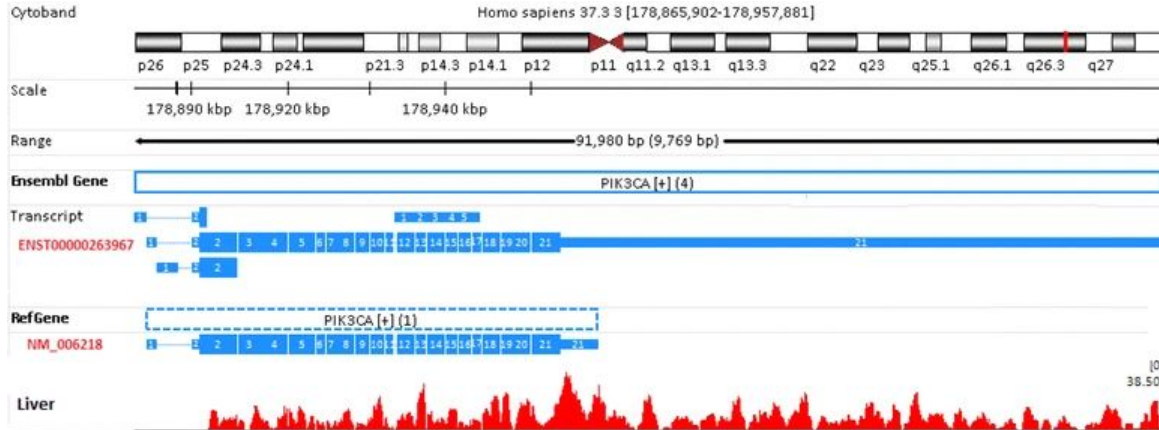 Cytoband
Homo sapiens 37.3 3 [178,865,902-178,957,881]
p26 p25 p24.3 p24.1 p21.3 p14.3 p14.1 p12 p11 q11.2 q13.1 q13.3 q22 q23 q25.1 q26.1 q26.3 q27
Scale
178,890 kbp 178,920 kbp 178,940 kbp
Range
91,980 bp (9,769 bp)
Ensembl Gene
PIK3CA [+] (4)
Transcript
1 1 2 3 4 5
ENST00000263967
1 2 3 4 5 6 7 8 9 10 11 12 13 14 15 16 17 18 19 20 21 21
1 2
RefGene
PIK3CA [+] (1)
NM_006218
1 2 3 4 5 6 7 8 9 10 11 12 13 14 15 16 17 18 19 20 21 21
[0
38.50
Liver